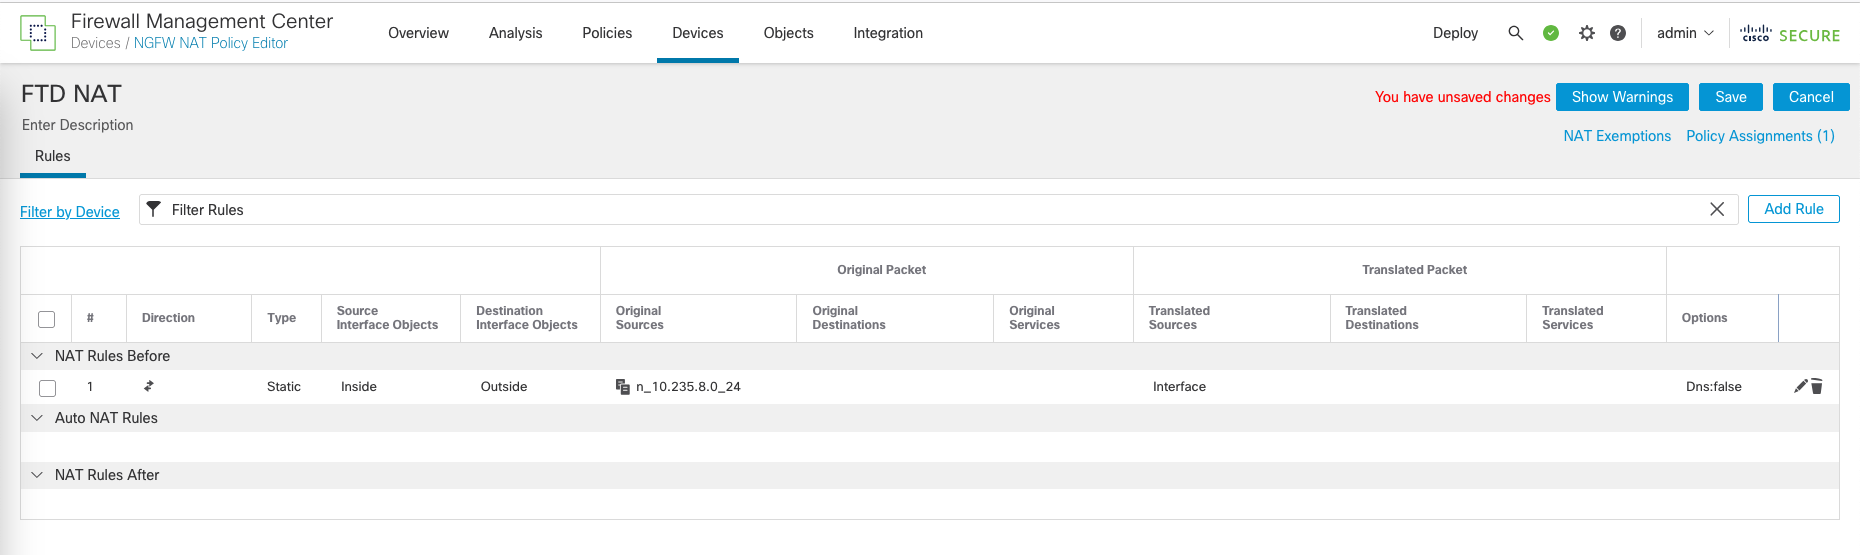 Firewall Management Center
Devices / NGFW NAT Policy Editor
Overview Analysis Policies Devices Objects Integration Deploy admin cisco SECURE
FTD NAT
Enter Description
You have unsaved changes Show Warnings Save Cancel
NAT Exemptions Policy Assignments (1)
Rules
Filter by Device Filter Rules Add Rule
Original Packet Translated Packet
# Direction Type Source Interface Objects Destination Interface Objects Original Sources Original Destinations Original Services Translated Sources Translated Destinations Translated Services Options
NAT Rules Before
1 Static Inside Outside n_10.235.8.0_24 Interface Dns:false
Auto NAT Rules
NAT Rules After